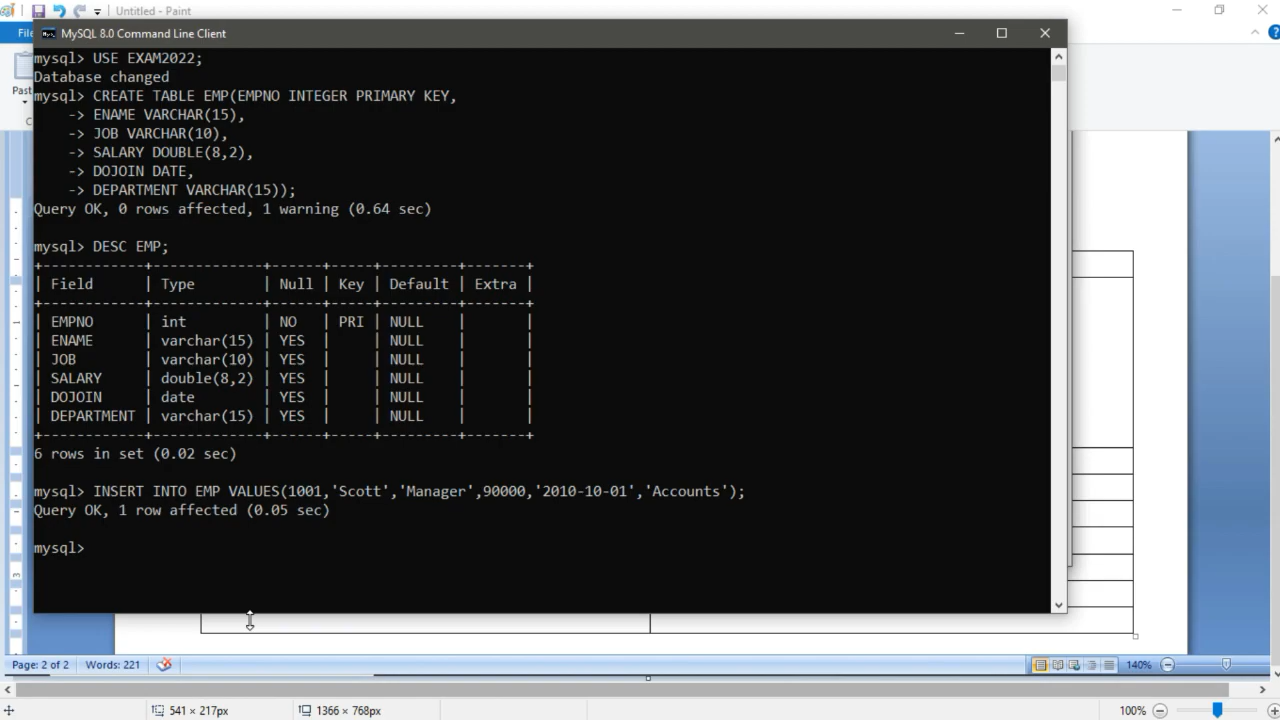 Untitled - Paint
File
MySQL 8.0 Command Line Client
Past
mysql> USE EXAM2022;
Database changed
mysql> CREATE TABLE EMP(EMPNO INTEGER PRIMARY KEY,
    -> ENAME VARCHAR(15),
    -> JOB VARCHAR(10),
    -> SALARY DOUBLE(8,2),
    -> DOJOIN DATE,
    -> DEPARTMENT VARCHAR(15));
Query OK, 0 rows affected, 1 warning (0.64 sec)
mysql> DESC EMP;
+------------+-------------+------+-----+---------+-------+
| Field      | Type        | Null | Key | Default | Extra |
+------------+-------------+------+-----+---------+-------+
| EMPNO      | int         | NO   | PRI | NULL    |       |
| ENAME      | varchar(15) | YES  |     | NULL    |       |
| JOB        | varchar(10) | YES  |     | NULL    |       |
| SALARY     | double(8,2) | YES  |     | NULL    |       |
| DOJOIN     | date        | YES  |     | NULL    |       |
| DEPARTMENT | varchar(15) | YES  |     | NULL    |       |
+------------+-------------+------+-----+---------+-------+
6 rows in set (0.02 sec)
mysql> INSERT INTO EMP VALUES(1001,'Scott','Manager',90000,'2010-10-01','Accounts');
Query OK, 1 row affected (0.05 sec)
mysql>
Page: 2 of 2 Words: 221 140%
541 × 217px 1366 × 768px 100%